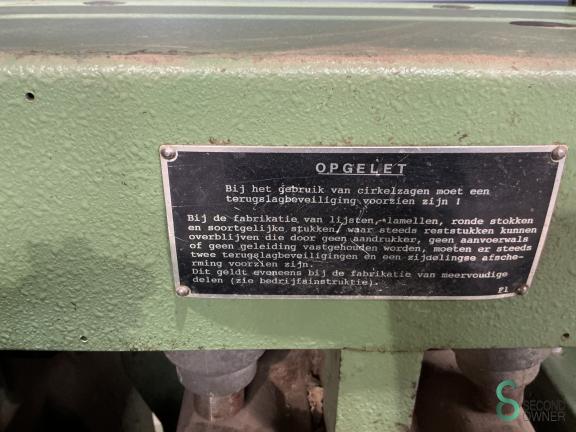 OPGELET
Bij het gebruik van cirkelzagen moet een
terugslagbeveiliging voorzien zijn !
Bij de fabrikatie van lijsten, lamellen, ronde stokken
en soortgelijke stukken, waar steeds reststukken kunnen
overblijven die door geen aandrukker, geen aanvoerwals
of geen geleiding vastgehouden worden, moeten er steeds
twee terugslagbeveiligingen en een zijdelingse afsche-
rming voorzien zijn.
Dit geldt eveneens bij de fabrikatie van meervoudige
delen (zie bedrijfsinstruktie).
Fl
SECOND
OWNER